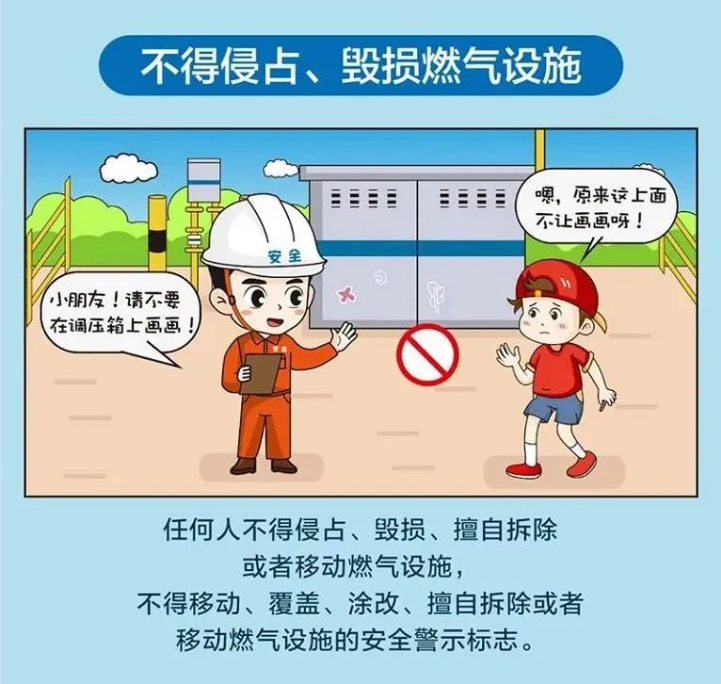 不得侵占、毁损燃气设施
嗯，原来这上面
不让画画呀！
安全
小朋友！请不要
在调压箱上画画！
任何人不得侵占、毁损、擅自拆除
或者移动燃气设施，
不得移动、覆盖、涂改、擅自拆除或者
移动燃气设施的安全警示标志。